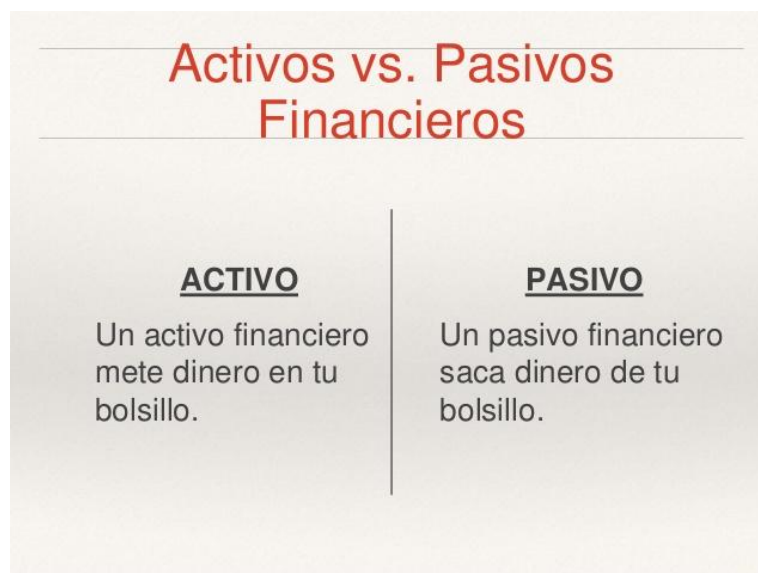 Activos vs. Pasivos
Financieros
ACTIVO
Un activo financiero
mete dinero en tu
bolsillo.
PASIVO
Un pasivo financiero
saca dinero de tu
bolsillo.